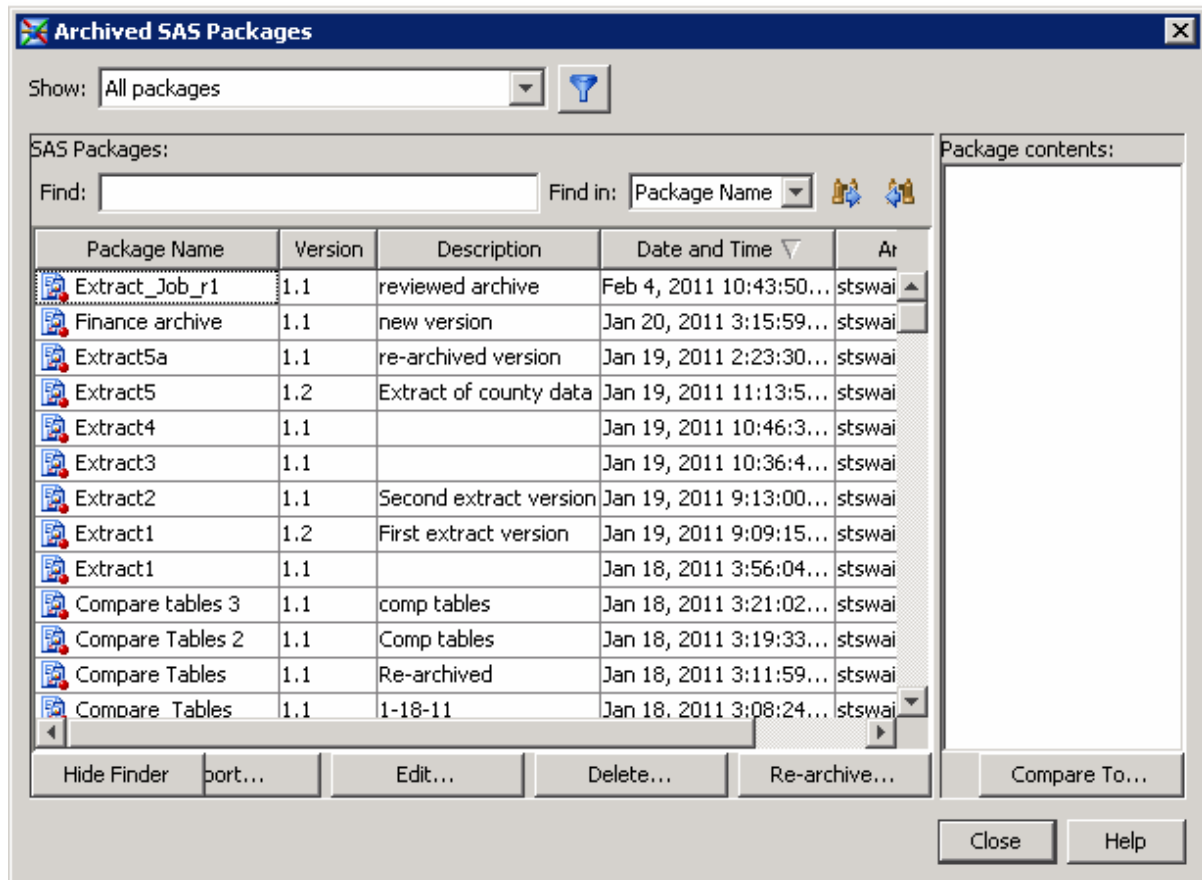 Archived SAS Packages
Show: All packages
SAS Packages:
Package contents:
Find: Find in: Package Name
Package Name Version Description Date and Time Ar
Extract_Job_r1 1.1 reviewed archive Feb 4, 2011 10:43:50... stswai
Finance archive 1.1 new version Jan 20, 2011 3:15:59... stswai
Extract5a 1.1 re-archived version Jan 19, 2011 2:23:30... stswai
Extract5 1.2 Extract of county data Jan 19, 2011 11:13:5... stswai
Extract4 1.1 Jan 19, 2011 10:46:3... stswai
Extract3 1.1 Jan 19, 2011 10:36:4... stswai
Extract2 1.1 Second extract version Jan 19, 2011 9:13:00... stswai
Extract1 1.2 First extract version Jan 19, 2011 9:09:15... stswai
Extract1 1.1 Jan 18, 2011 3:56:04... stswai
Compare tables 3 1.1 comp tables Jan 18, 2011 3:21:02... stswai
Compare Tables 2 1.1 Comp tables Jan 18, 2011 3:19:33... stswai
Compare Tables 1.1 Re-archived Jan 18, 2011 3:11:59... stswai
Compare_Tables 1.1 1-18-11 Jan 18, 2011 3:08:24... stswai
Hide Finder port... Edit... Delete... Re-archive... Compare To...
Close Help